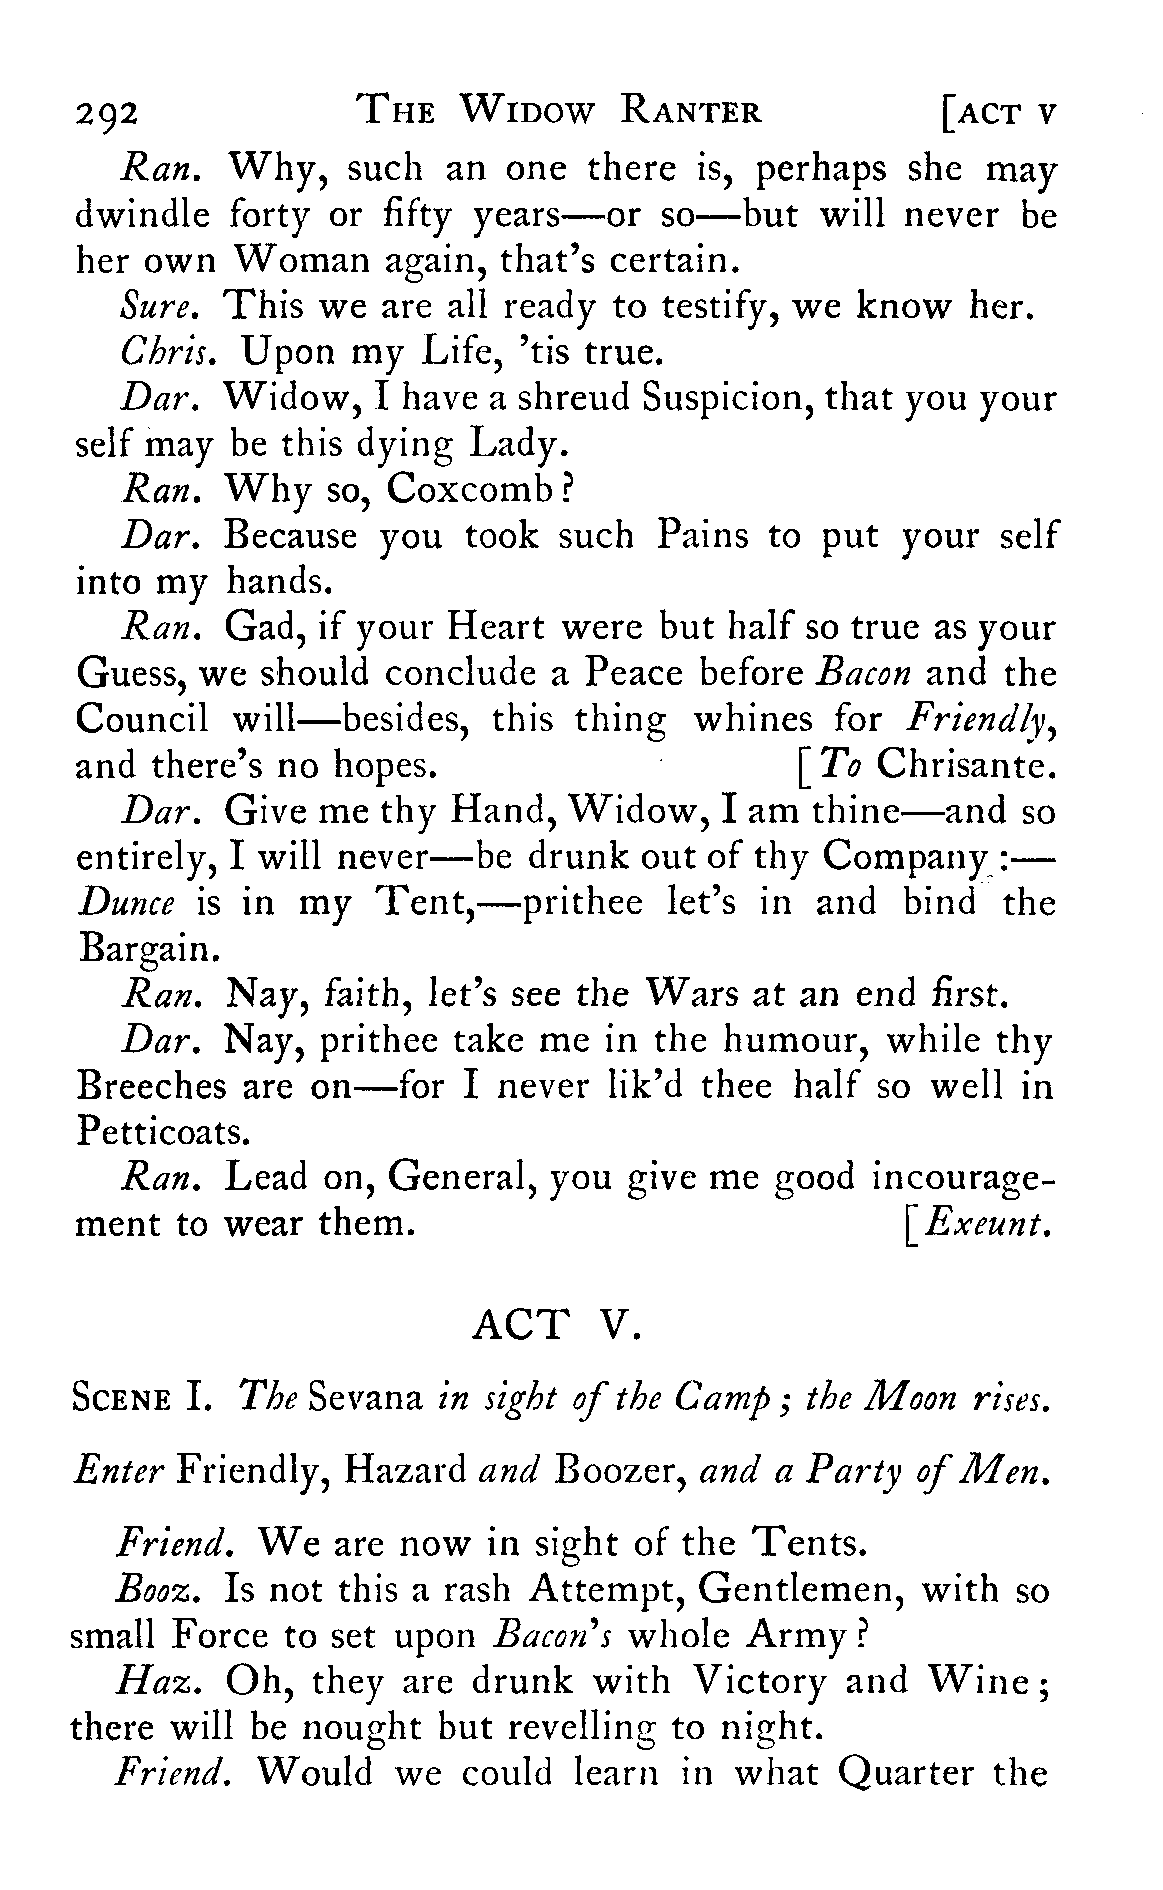 292 The Widow Ranter [ACT V
Ran. Why, such an one there is, perhaps she may
dwindle forty or fifty years—or so—but will never be
her own Woman again, that's certain.
Sure. This we are all ready to testify, we know her.
Chris. Upon my Life, 'tis true.
Dar. Widow, I have a shreud Suspicion, that you your
self may be this dying Lady.
Ran. Why so, Coxcomb?
Dar. Because you took such Pains to put your self
into my hands.
Ran. Gad, if your Heart were but half so true as your
Guess, we should conclude a Peace before Bacon and the
Council will—besides, this thing whines for Friendly,
and there's no hopes. [To Chrisante.
Dar. Give me thy Hand, Widow, I am thine—and so
entirely, I will never—be drunk out of thy Company:—
Dunce is in my Tent,—prithee let's in and bind the
Bargain.
Ran. Nay, faith, let's see the Wars at an end first.
Dar. Nay, prithee take me in the humour, while thy
Breeches are on—for I never lik'd thee half so well in
Petticoats.
Ran. Lead on, General, you give me good incourage-
ment to wear them. [Exeunt.
ACT V.
Scene I. The Sevana in sight of the Camp; the Moon rises.
Enter Friendly, Hazard and Boozer, and a Party of Men.
Friend. We are now in sight of the Tents.
Booz. Is not this a rash Attempt, Gentlemen, with so
small Force to set upon Bacon's whole Army?
Haz. Oh, they are drunk with Victory and Wine;
there will be nought but revelling to night.
Friend. Would we could learn in what Quarter the